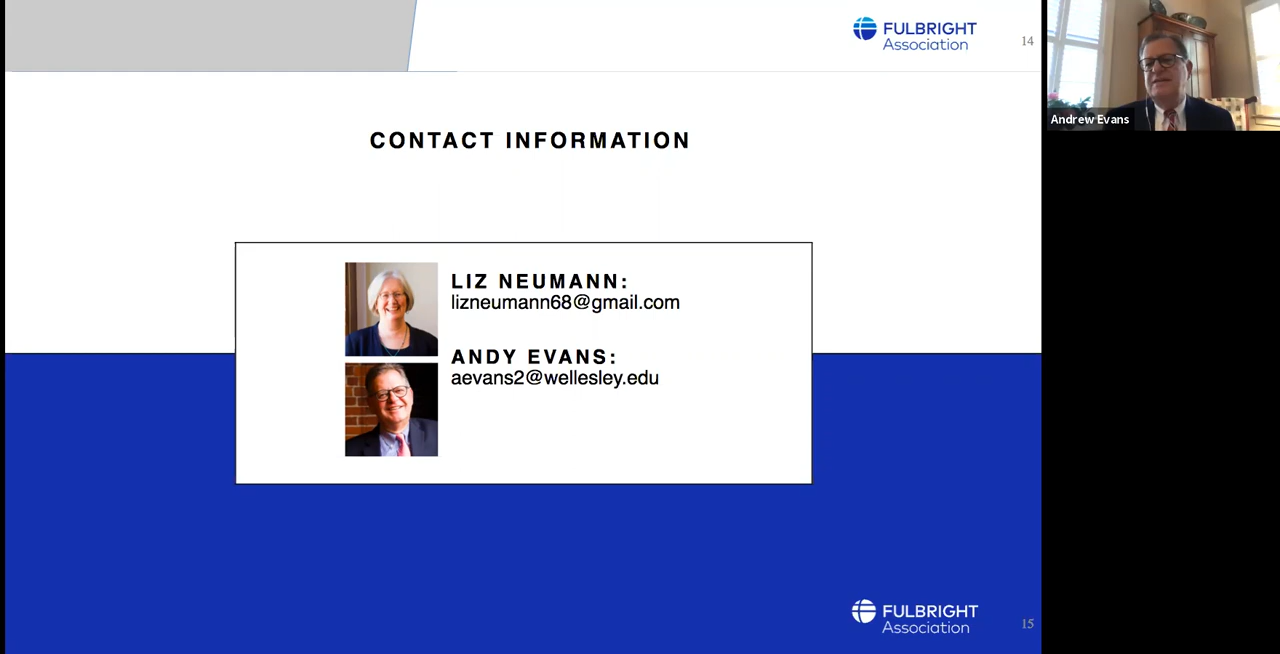 FULBRIGHT
Association
14
Andrew Evans
CONTACT INFORMATION
LIZ NEUMANN:
lizneumann68@gmail.com
ANDY EVANS:
aevans2@wellesley.edu
FULBRIGHT
Association
15